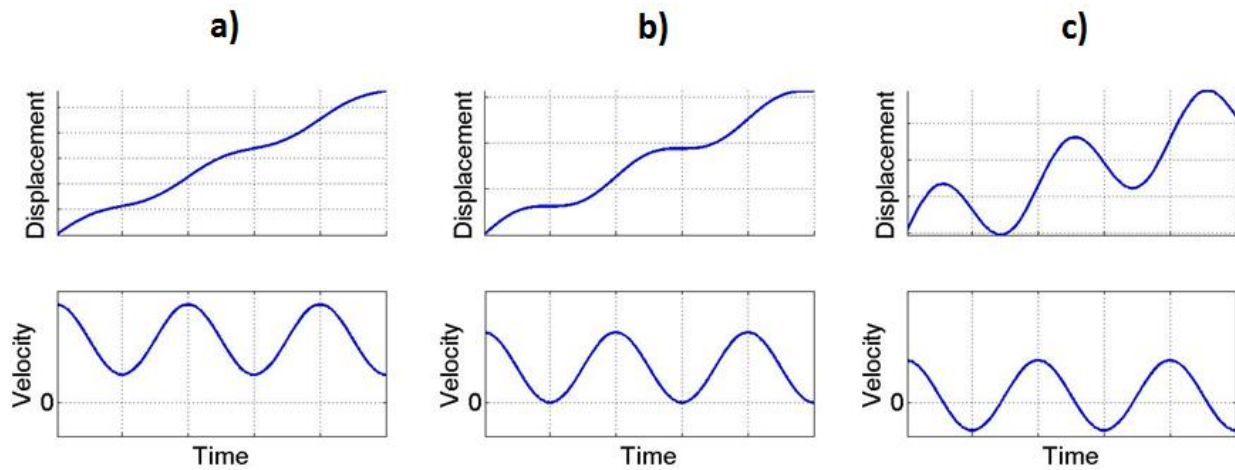 a)
b)
c)
Displacement
Displacement
Displacement
Velocity
0
Time
Velocity
0
Time
Velocity
0
Time